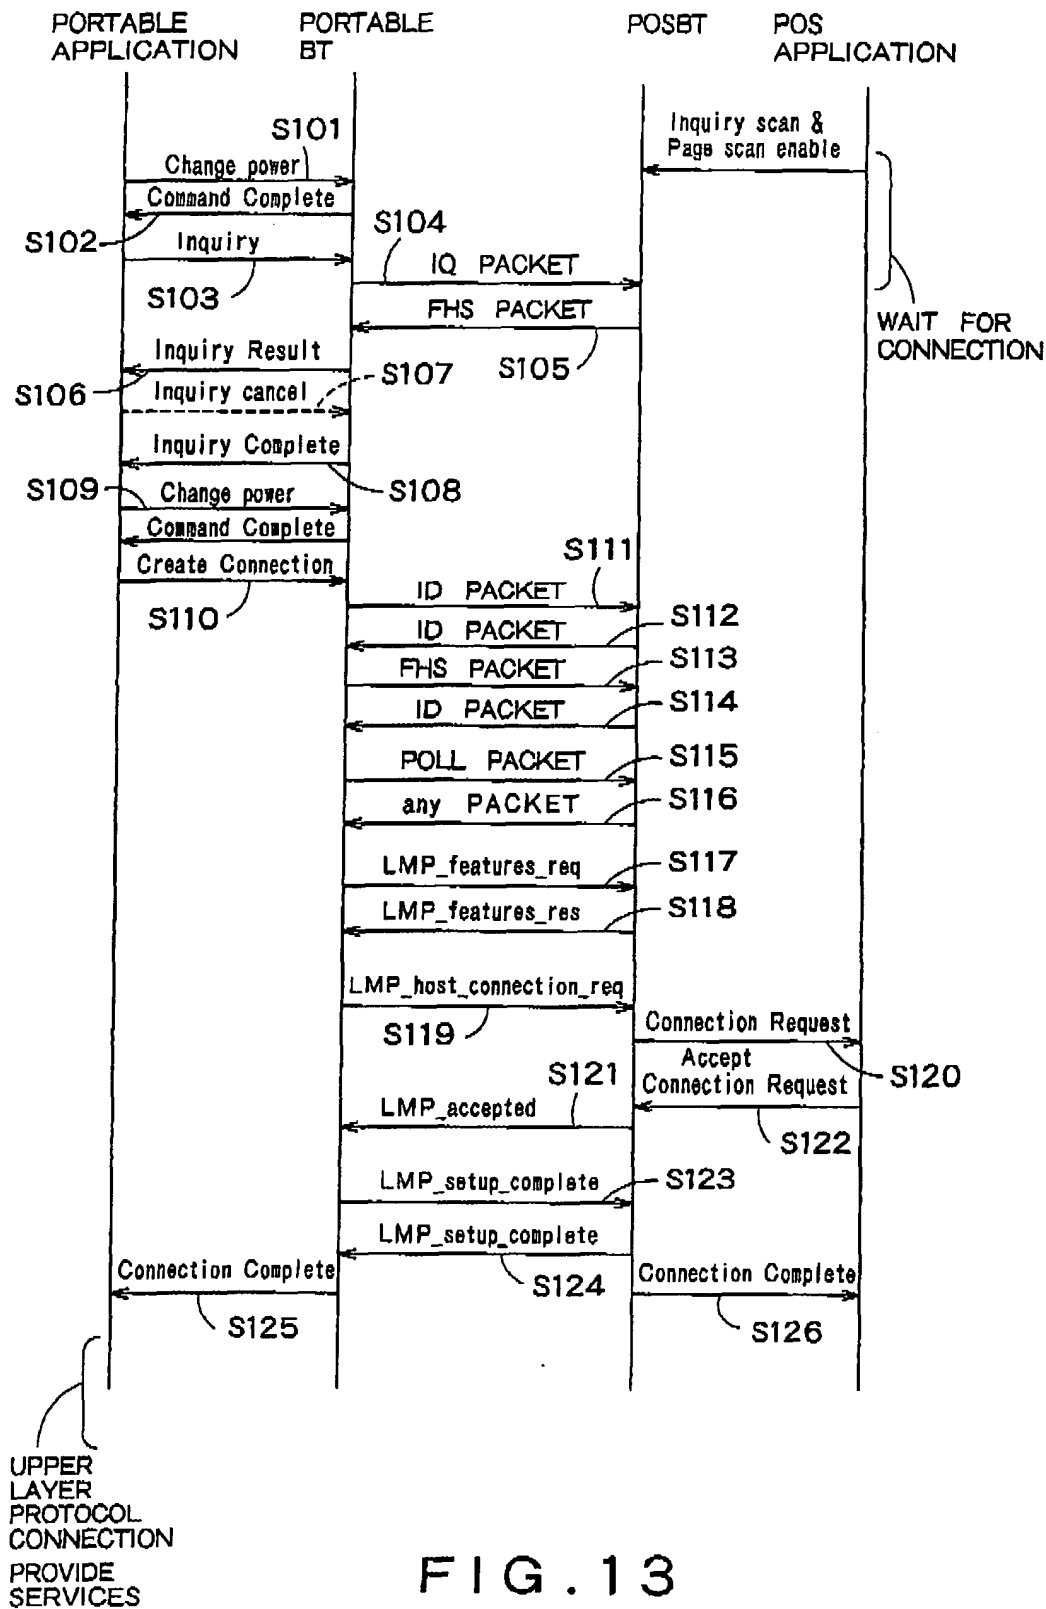 PORTABLE APPLICATION
PORTABLE BT
POSBT
POS APPLICATION
Inquiry scan &
Page scan enable
S101
Change power
Command Complete
S102
S104
Inquiry
IQ PACKET
S103
FHS PACKET
WAIT FOR
CONNECTION
Inquiry Result
S107
S105
S106
Inquiry cancel
Inquiry Complete
S109
S108
Change power
Command Complete
S111
Create Connection
ID PACKET
S110
S112
ID PACKET
S113
FHS PACKET
S114
ID PACKET
S115
POLL PACKET
S116
any PACKET
S117
LMP_features_req
S118
LMP_features_res
LMP_host_connection_req
S119
Connection Request
S120
Accept
Connection Request
S121
LMP_accepted
S122
LMP_setup_complete
S123
LMP_setup_complete
S124
Connection Complete
Connection Complete
S125
S126
UPPER
LAYER
PROTOCOL
CONNECTION
PROVIDE
SERVICES
FIG.13